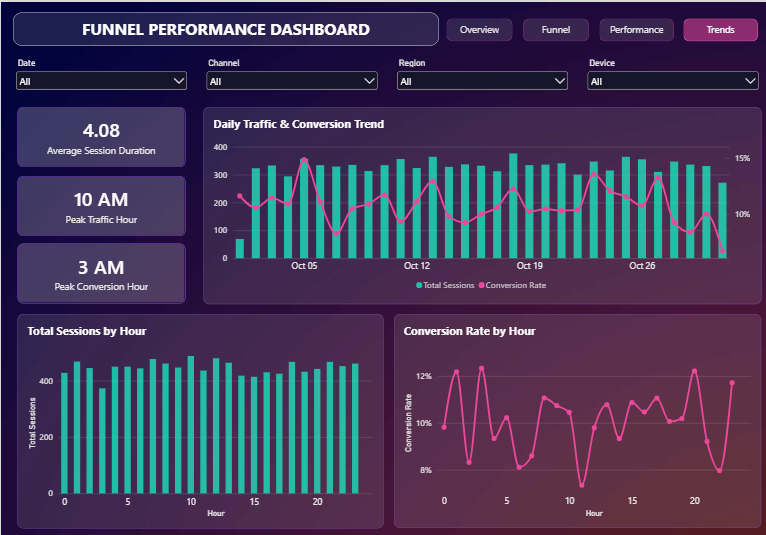 FUNNEL PERFORMANCE DASHBOARD
Overview
Funnel
Performance
Trends
Date
Channel
Region
Device
All
All
All
All
4.08
Average Session Duration
10 AM
Peak Traffic Hour
3 AM
Peak Conversion Hour
Daily Traffic & Conversion Trend
400
300
200
100
0
15%
10%
Oct 05
Oct 12
Oct 19
Oct 26
Total Sessions
Conversion Rate
Total Sessions by Hour
Total Sessions
400
200
0
0
5
10
15
20
Hour
Conversion Rate by Hour
Conversion Rate
12%
10%
8%
0
5
10
15
20
Hour